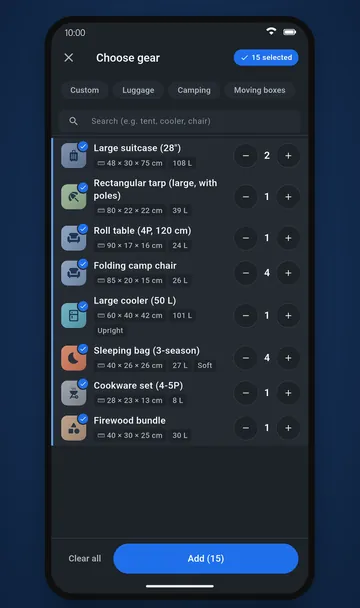 10:00
Choose gear
15 selected
Custom
Luggage
Camping
Moving boxes
Search (e.g. tent, cooler, chair)
Large suitcase (28")
48 × 30 × 75 cm 108 L
2
Rectangular tarp (large, with
poles)
80 × 22 × 22 cm 39 L
1
Roll table (4P, 120 cm)
90 × 17 × 16 cm 24 L
1
Folding camp chair
85 × 20 × 15 cm 26 L
4
Large cooler (50 L)
60 × 40 × 42 cm 101 L
Upright
1
Sleeping bag (3-season)
40 × 26 × 26 cm 27 L Soft
4
Cookware set (4-5P)
28 × 23 × 13 cm 8 L
1
Firewood bundle
40 × 30 × 25 cm 30 L
1
Clear all
Add (15)